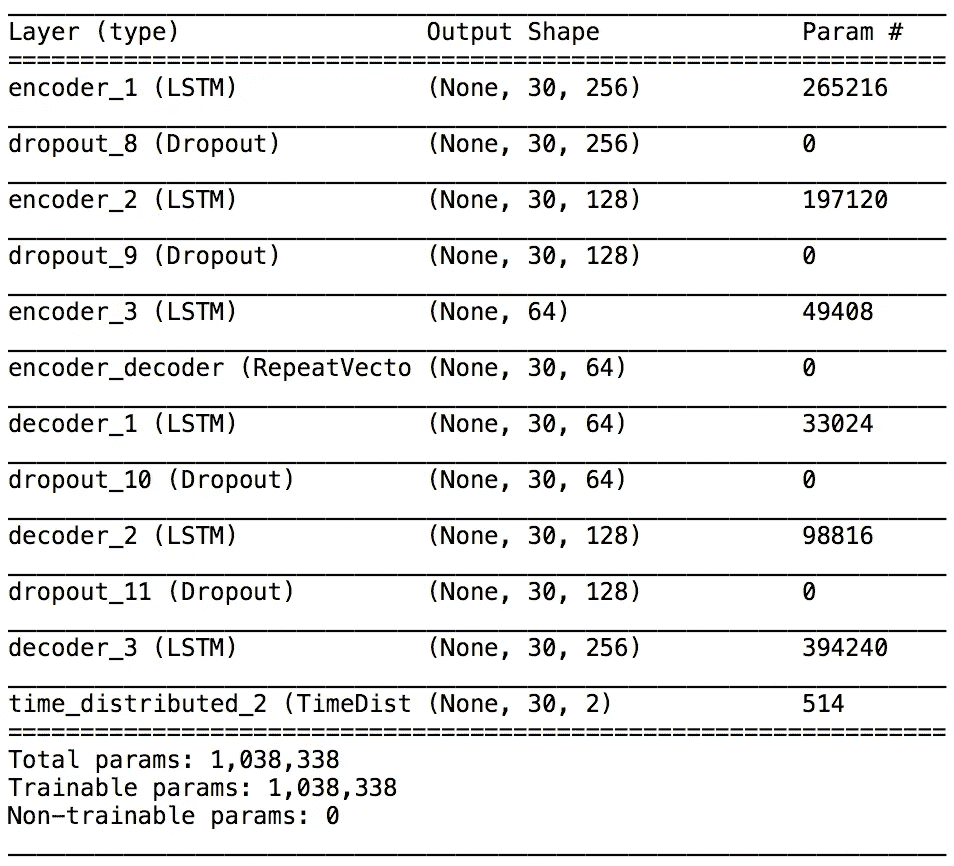 Layer (type) Output Shape Param #
encoder_1 (LSTM) (None, 30, 256) 265216
dropout_8 (Dropout) (None, 30, 256) 0
encoder_2 (LSTM) (None, 30, 128) 197120
dropout_9 (Dropout) (None, 30, 128) 0
encoder_3 (LSTM) (None, 64) 49408
encoder_decoder (RepeatVecto (None, 30, 64) 0
decoder_1 (LSTM) (None, 30, 64) 33024
dropout_10 (Dropout) (None, 30, 64) 0
decoder_2 (LSTM) (None, 30, 128) 98816
dropout_11 (Dropout) (None, 30, 128) 0
decoder_3 (LSTM) (None, 30, 256) 394240
time_distributed_2 (TimeDist (None, 30, 2) 514
Total params: 1,038,338
Trainable params: 1,038,338
Non-trainable params: 0